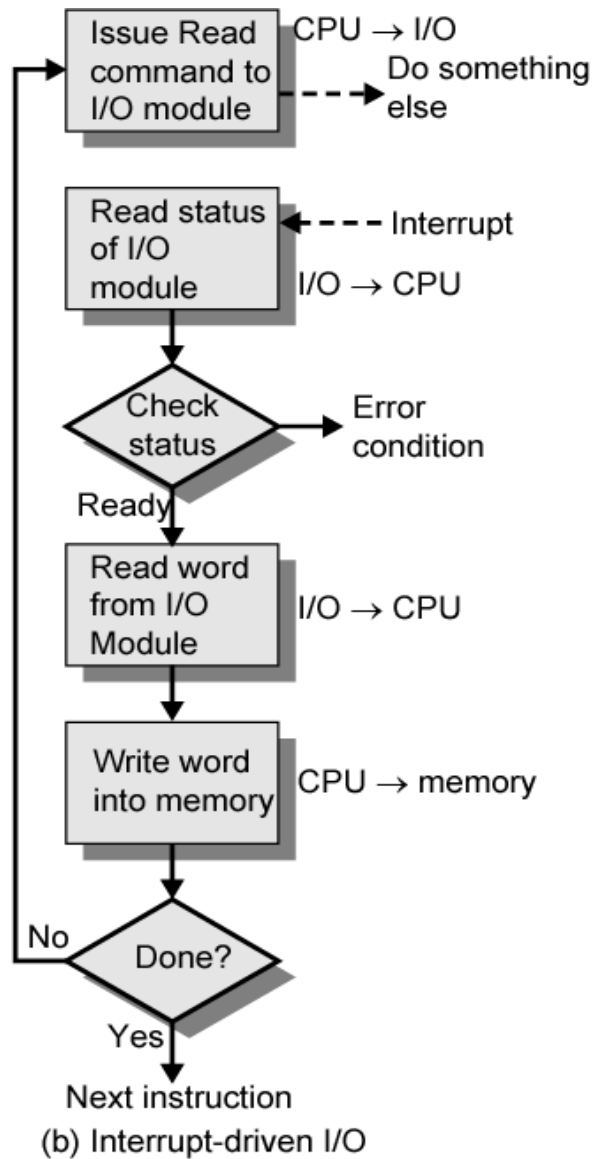 Issue Read
command to
I/O module
CPU → I/O
Do something
else
Read status
of I/O
module
Interrupt
I/O → CPU
Check
status
Error
condition
Ready
Read word
from I/O
Module
I/O → CPU
Write word
into memory
CPU → memory
No
Done?
Yes
Next instruction
(b) Interrupt-driven I/O